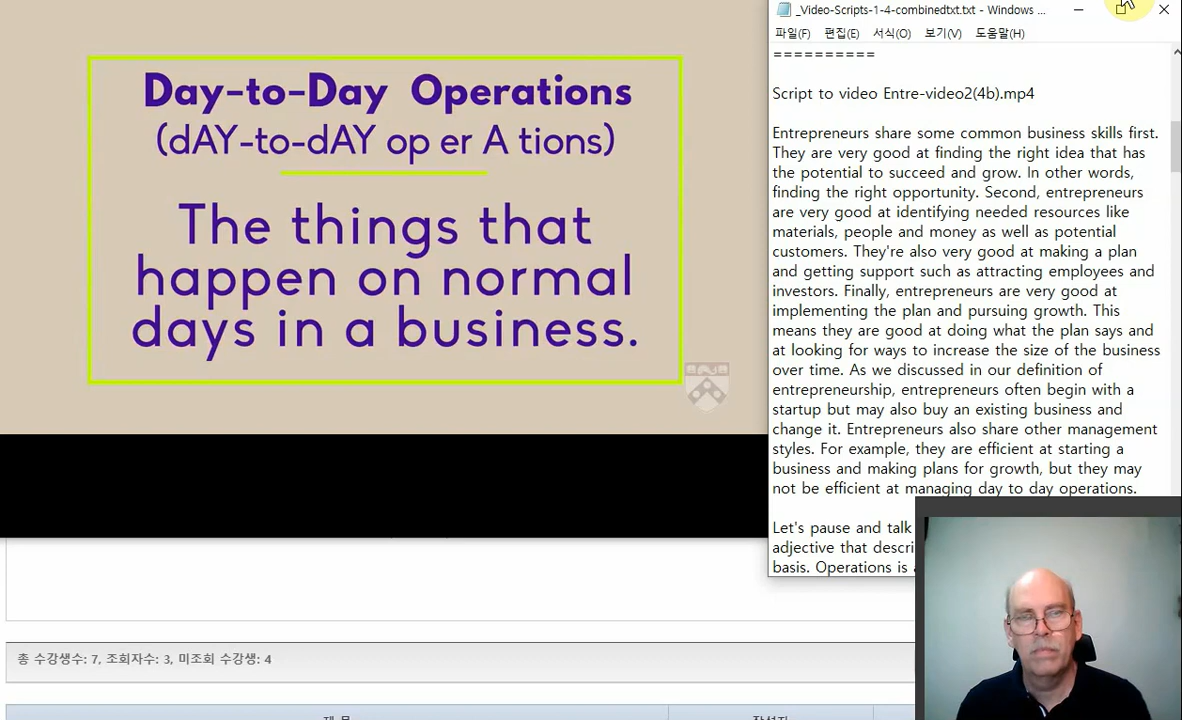 Day-to-Day Operations
(dAY-to-dAY op er A tions)
The things that
happen on normal
days in a business.
_Video-Scripts-1-4-combinedtxt.txt - Windows ...
파일(F) 편집(E) 서식(O) 보기(V) 도움말(H)
==========
Script to video Entre-video2(4b).mp4
Entrepreneurs share some common business skills first.
They are very good at finding the right idea that has
the potential to succeed and grow. In other words,
finding the right opportunity. Second, entrepreneurs
are very good at identifying needed resources like
materials, people and money as well as potential
customers. They're also very good at making a plan
and getting support such as attracting employees and
investors. Finally, entrepreneurs are very good at
implementing the plan and pursuing growth. This
means they are good at doing what the plan says and
at looking for ways to increase the size of the business
over time. As we discussed in our definition of
entrepreneurship, entrepreneurs often begin with a
startup but may also buy an existing business and
change it. Entrepreneurs also share other management
styles. For example, they are efficient at starting a
business and making plans for growth, but they may
not be efficient at managing day to day operations.
Let's pause and talk
adjective that descri
basis. Operations is
총 수강생수: 7, 조회자수: 3, 미조회 수강생: 4